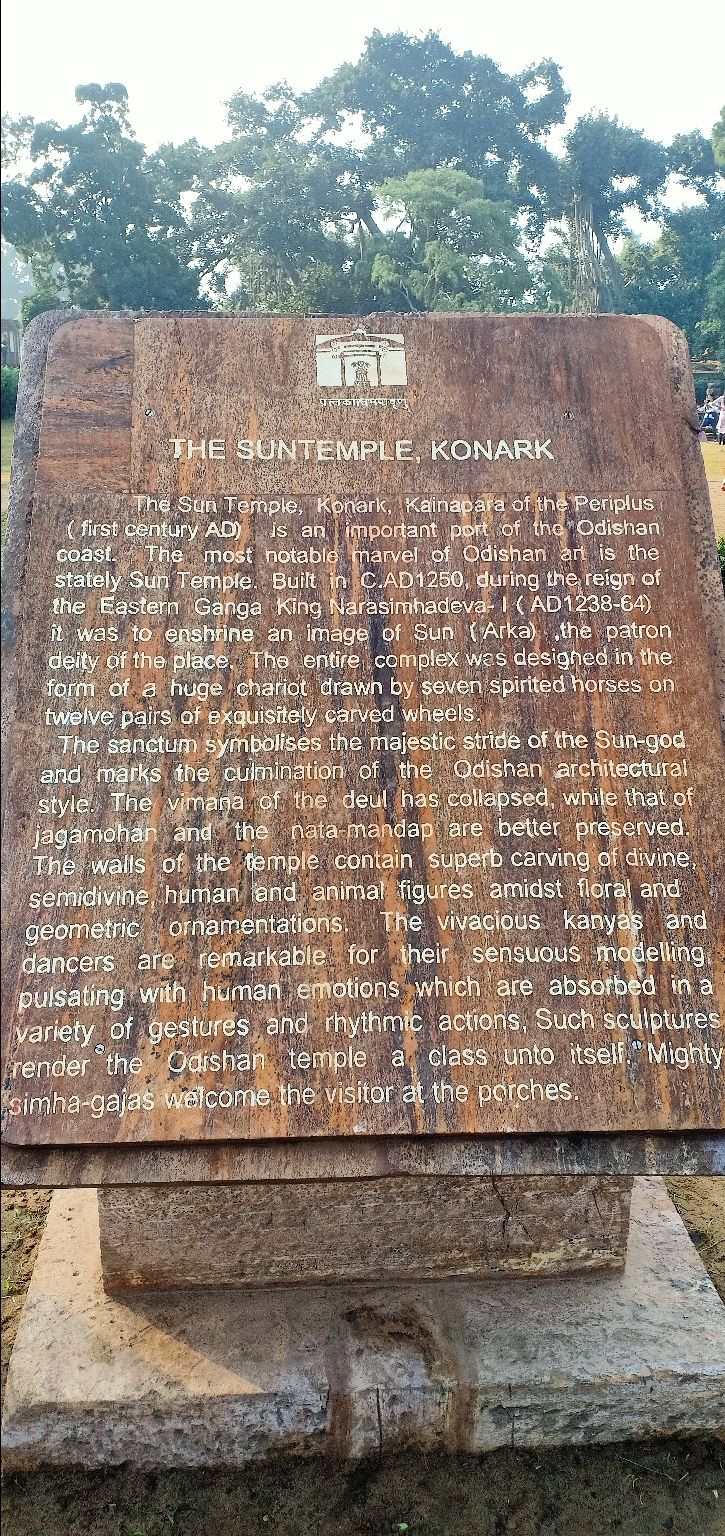 प्रत्नकीर्तिमपावृणु
THE SUNTEMPLE, KONARK
The Sun Temple, Konark, Kainapara of the Periplus
( first century AD) is an important port of the Odishan
coast. The most notable marvel of Odishan art is the
stately Sun Temple. Built in C.AD1250, during the reign of
the Eastern Ganga King Narasimhadeva- I ( AD1238-64)
it was to enshrine an image of Sun (Arka) ,the patron
deity of the place. The entire complex was designed in the
form of a huge chariot drawn by seven spirited horses on
twelve pairs of exquisitely carved wheels.
The sanctum symbolises the majestic stride of the Sun-god
and marks the culmination of the Odishan architectural
style. The vimana of the deul has collapsed, while that of
jagamohan and the nata-mandap are better preserved.
The walls of the temple contain superb carving of divine,
semidivine, human and animal figures amidst floral and
geometric ornamentations. The vivacious kanyas and
dancers are remarkable for their sensuous modelling
pulsating with human emotions which are absorbed in a
variety of gestures and rhythmic actions, Such sculptures
render the Odishan temple a class unto itself. Mighty
simha-gajas welcome the visitor at the porches.